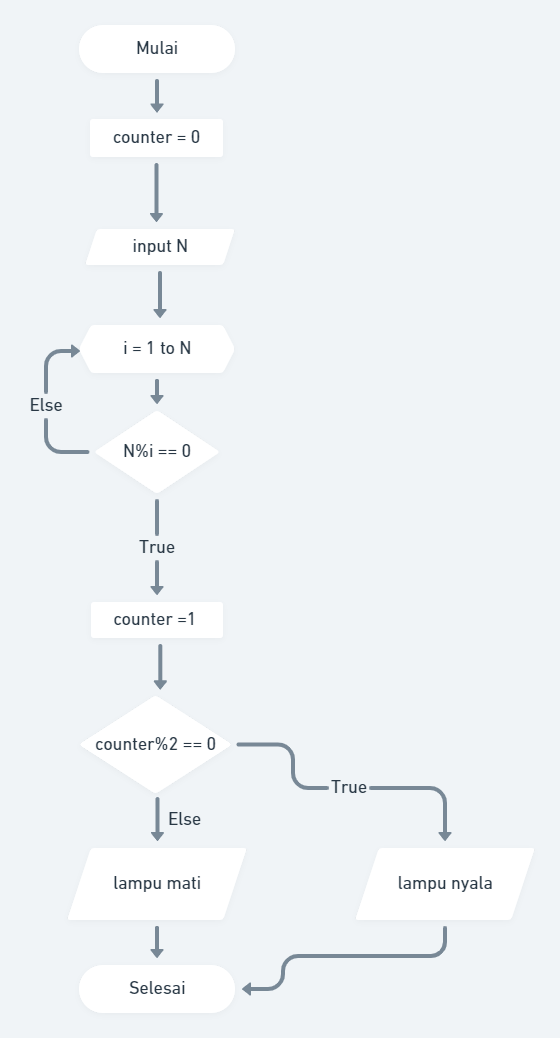 Mulai
counter = 0
input N
i = 1 to N
Else
N%i == 0
True
counter =1
counter%2 == 0
True
Else
lampu mati
lampu nyala
Selesai